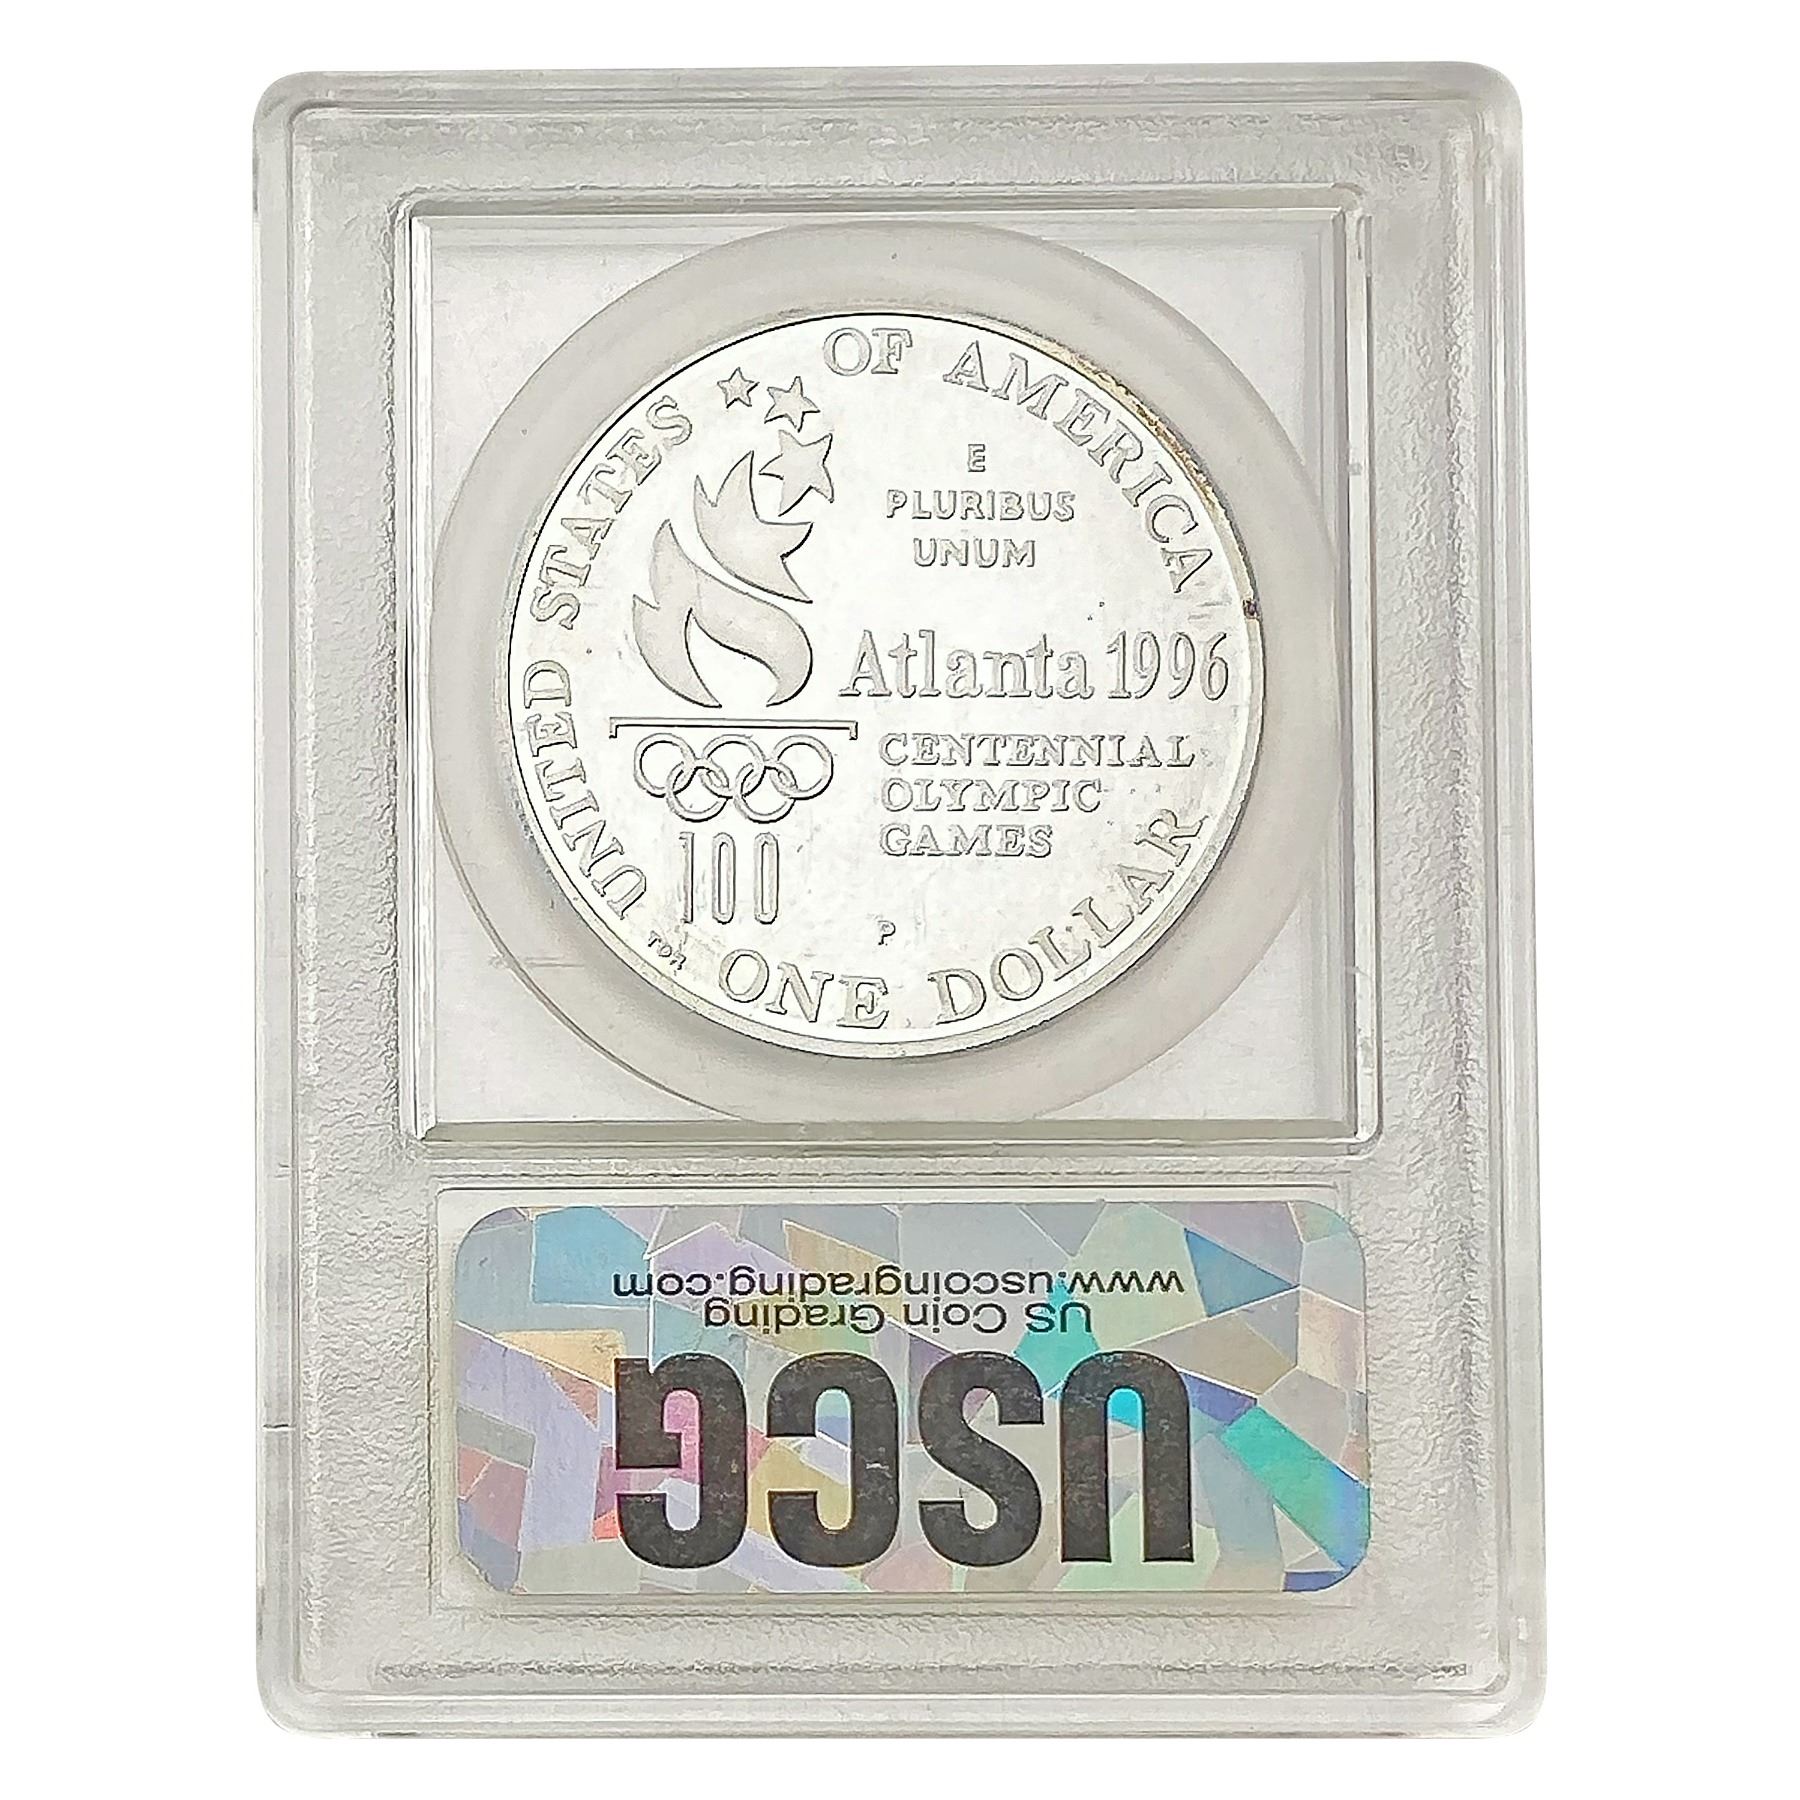 UNITED STATES OF AMERICA
E
PLURIBUS
UNUM
Atlanta 1996
CENTENNIAL
OLYMPIC
GAMES
100
P
TDR
ONE DOLLAR
USCG
US Coin Grading
www.uscoingrading.com